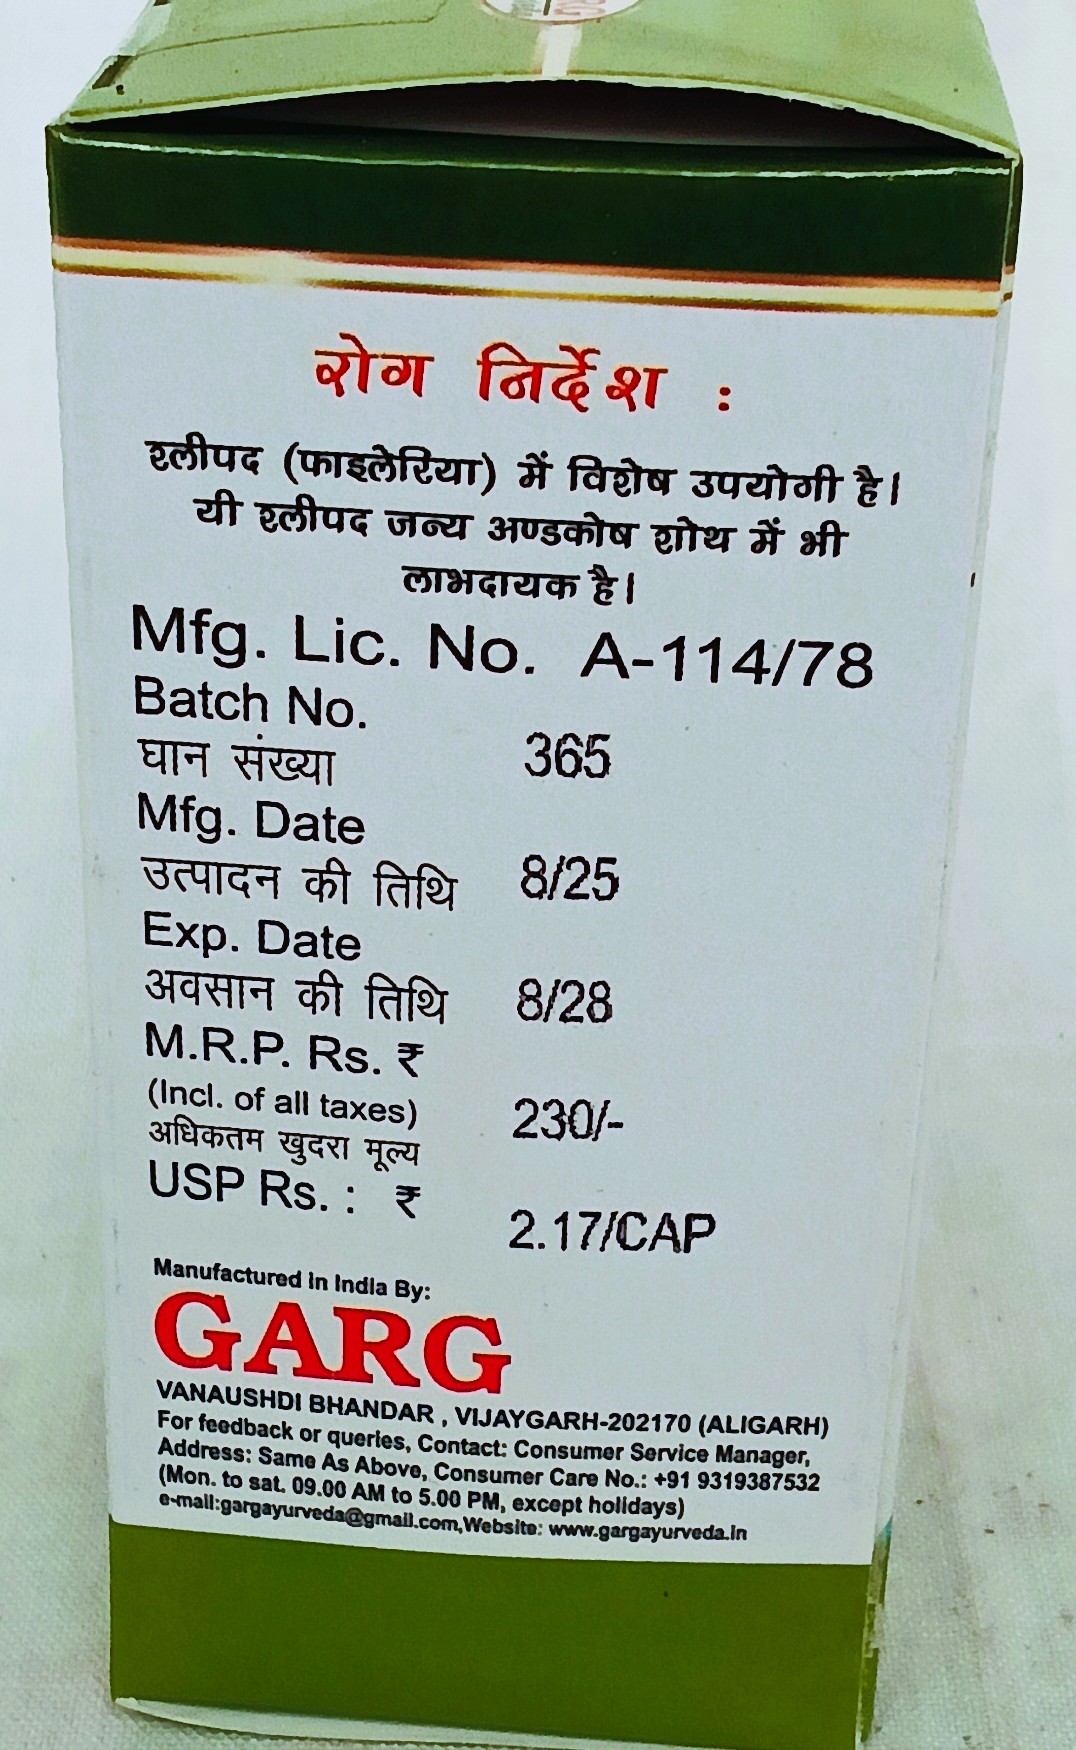 रोग निर्देश :
श्लीपद (फाइलेरिया) में विशेष उपयोगी है।
यी श्लीपद जन्य अण्डकोष शोथ में भी
लाभदायक है।
Mfg. Lic. No. A-114/78
Batch No.
घान संख्या 365
Mfg. Date
उत्पादन की तिथि 8/25
Exp. Date
अवसान की तिथि 8/28
M.R.P. Rs. ₹
(Incl. of all taxes) 230/-
अधिकतम खुदरा मूल्य
USP Rs. : ₹ 2.17/CAP
Manufactured in India By:
GARG
VANAUSHDI BHANDAR , VIJAYGARH-202170 (ALIGARH)
For feedback or queries, Contact: Consumer Service Manager,
Address: Same As Above, Consumer Care No.: +91 9319387532
(Mon. to sat. 09.00 AM to 5.00 PM, except holidays)
e-mail:gargayurveda@gmail.com,Website: www.gargayurveda.in